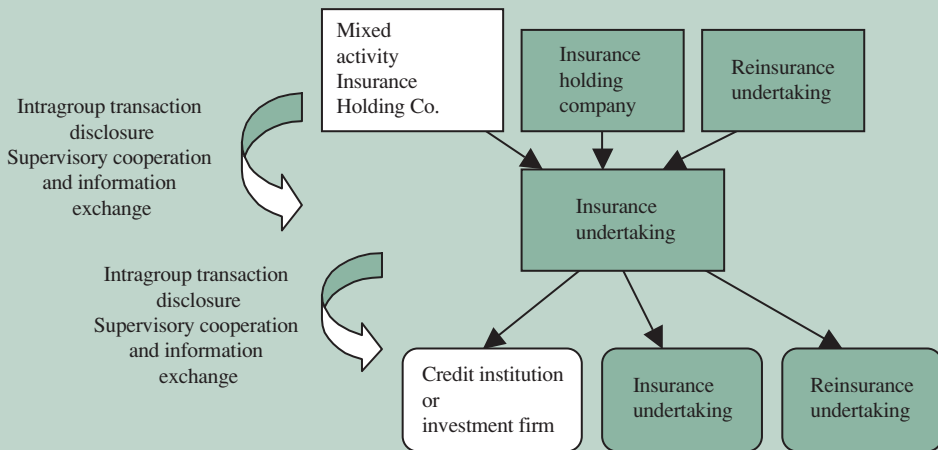 Mixed
activity
Insurance
Holding Co.
Insurance
holding
company
Reinsurance
undertaking
Intragroup transaction
disclosure
Supervisory cooperation
and information
exchange
Insurance
undertaking
Intragroup transaction
disclosure
Supervisory cooperation
and information
exchange
Credit institution
or
investment firm
Insurance
undertaking
Reinsurance
undertaking